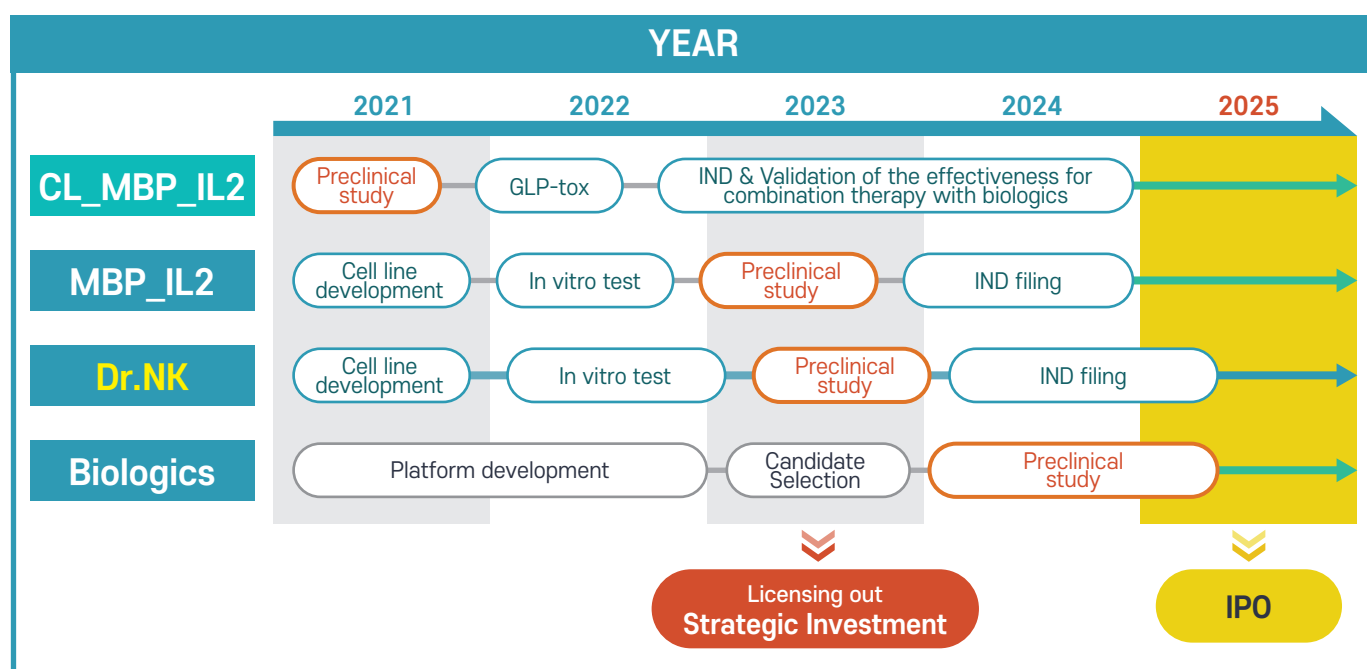 YEAR
2021
2022
2023
2024
2025
CL_MBP_IL2
Preclinical
study
GLP-tox
IND & Validation of the effectiveness for
combination therapy with biologics
MBP_IL2
Cell line
development
In vitro test
Preclinical
study
IND filing
Dr.NK
Cell line
development
In vitro test
Preclinical
study
IND filing
Biologics
Platform development
Candidate
Selection
Preclinical
study
Licensing out
Strategic Investment
IPO